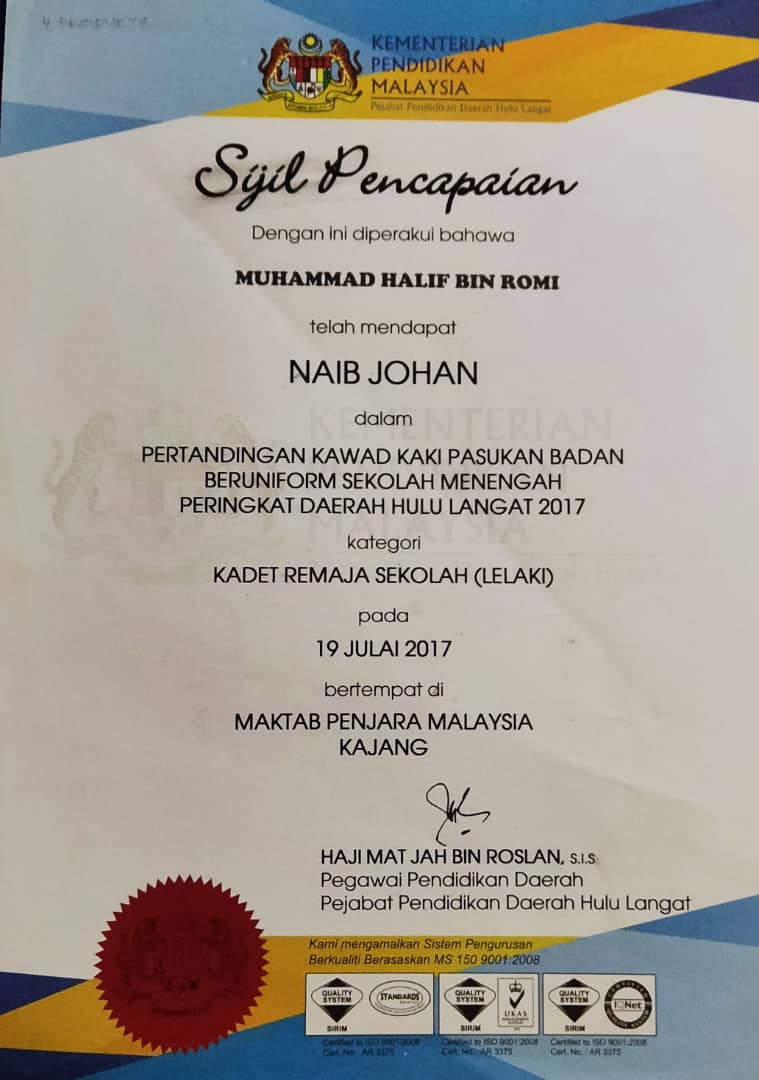 4 PRODUKTIF
KEMENTERIAN
PENDIDIKAN
MALAYSIA
Pejabat Pendidikan Daerah Hulu Langat
Sijil Pencapaian
Dengan ini diperakui bahawa
MUHAMMAD HALIF BIN ROMI
telah mendapat
NAIB JOHAN
dalam
KEMENTERIAN
MALAYSIA
PERTANDINGAN KAWAD KAKI PASUKAN BADAN
BERUNIFORM SEKOLAH MENENGAH
PERINGKAT DAERAH HULU LANGAT 2017
kategori
KADET REMAJA SEKOLAH (LELAKI)
pada
19 JULAI 2017
bertempat di
MAKTAB PENJARA MALAYSIA
KAJANG
HAJI MAT JAH BIN ROSLAN, S.I.S
Pegawai Pendidikan Daerah
Pejabat Pendidikan Daerah Hulu Langat
Kami mengamalkan Sistem Pengurusan
Berkualiti Berasaskan MS 150 9001:2008
QUALITY SYSTEM SIRIM STANDARDS
QUALITY SYSTEM SIRIM UKAS
QUALITY SYSTEM SIRIM IQNet
Certified to ISO 9001:2008 Certified to ISO 9001:2008 Certified to ISO 9001:2008
Cert. No. : AR 3375 Cert. No. : AR 3375 Cert. No. : AR 3375